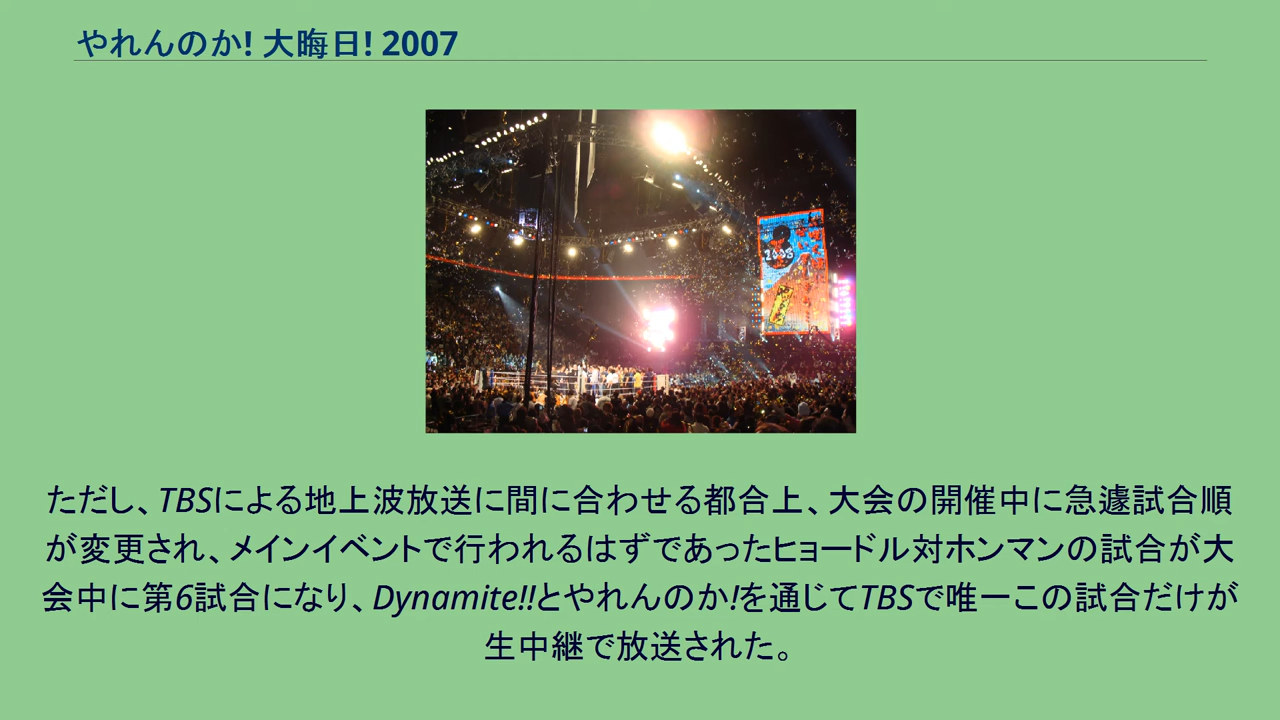 やれんのか! 大晦日! 2007
2008
ただし、TBSによる地上波放送に間に合わせる都合上、大会の開催中に急遽試合順
が変更され、メインイベントで行われるはずであったヒョードル対ホンマンの試合が大
会中に第6試合になり、Dynamite!!とやれんのか!を通じてTBSで唯一この試合だけが
生中継で放送された。